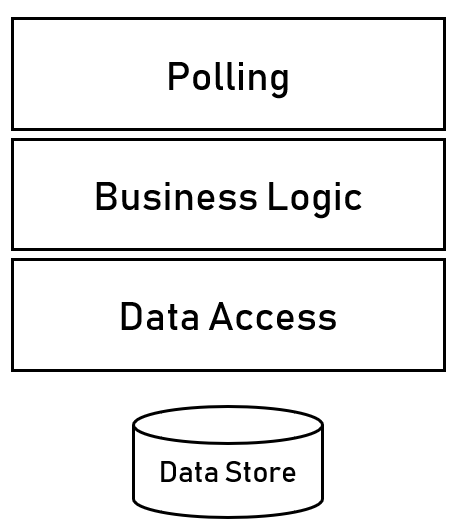 Polling
Business Logic
Data Access
Data Store